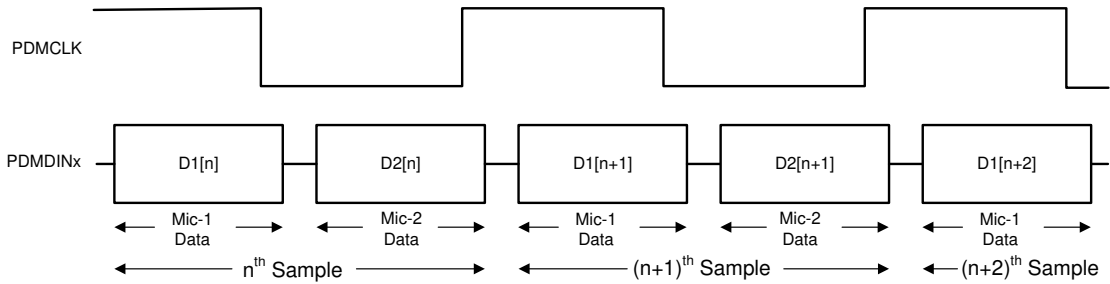 PDMCLK
PDMDINx
D1[n]
D2[n]
D1[n+1]
D2[n+1]
D1[n+2]
Mic-1
Data
Mic-2
Data
Mic-1
Data
Mic-2
Data
Mic-1
Data
nth Sample
(n+1)th Sample
(n+2)th Sample